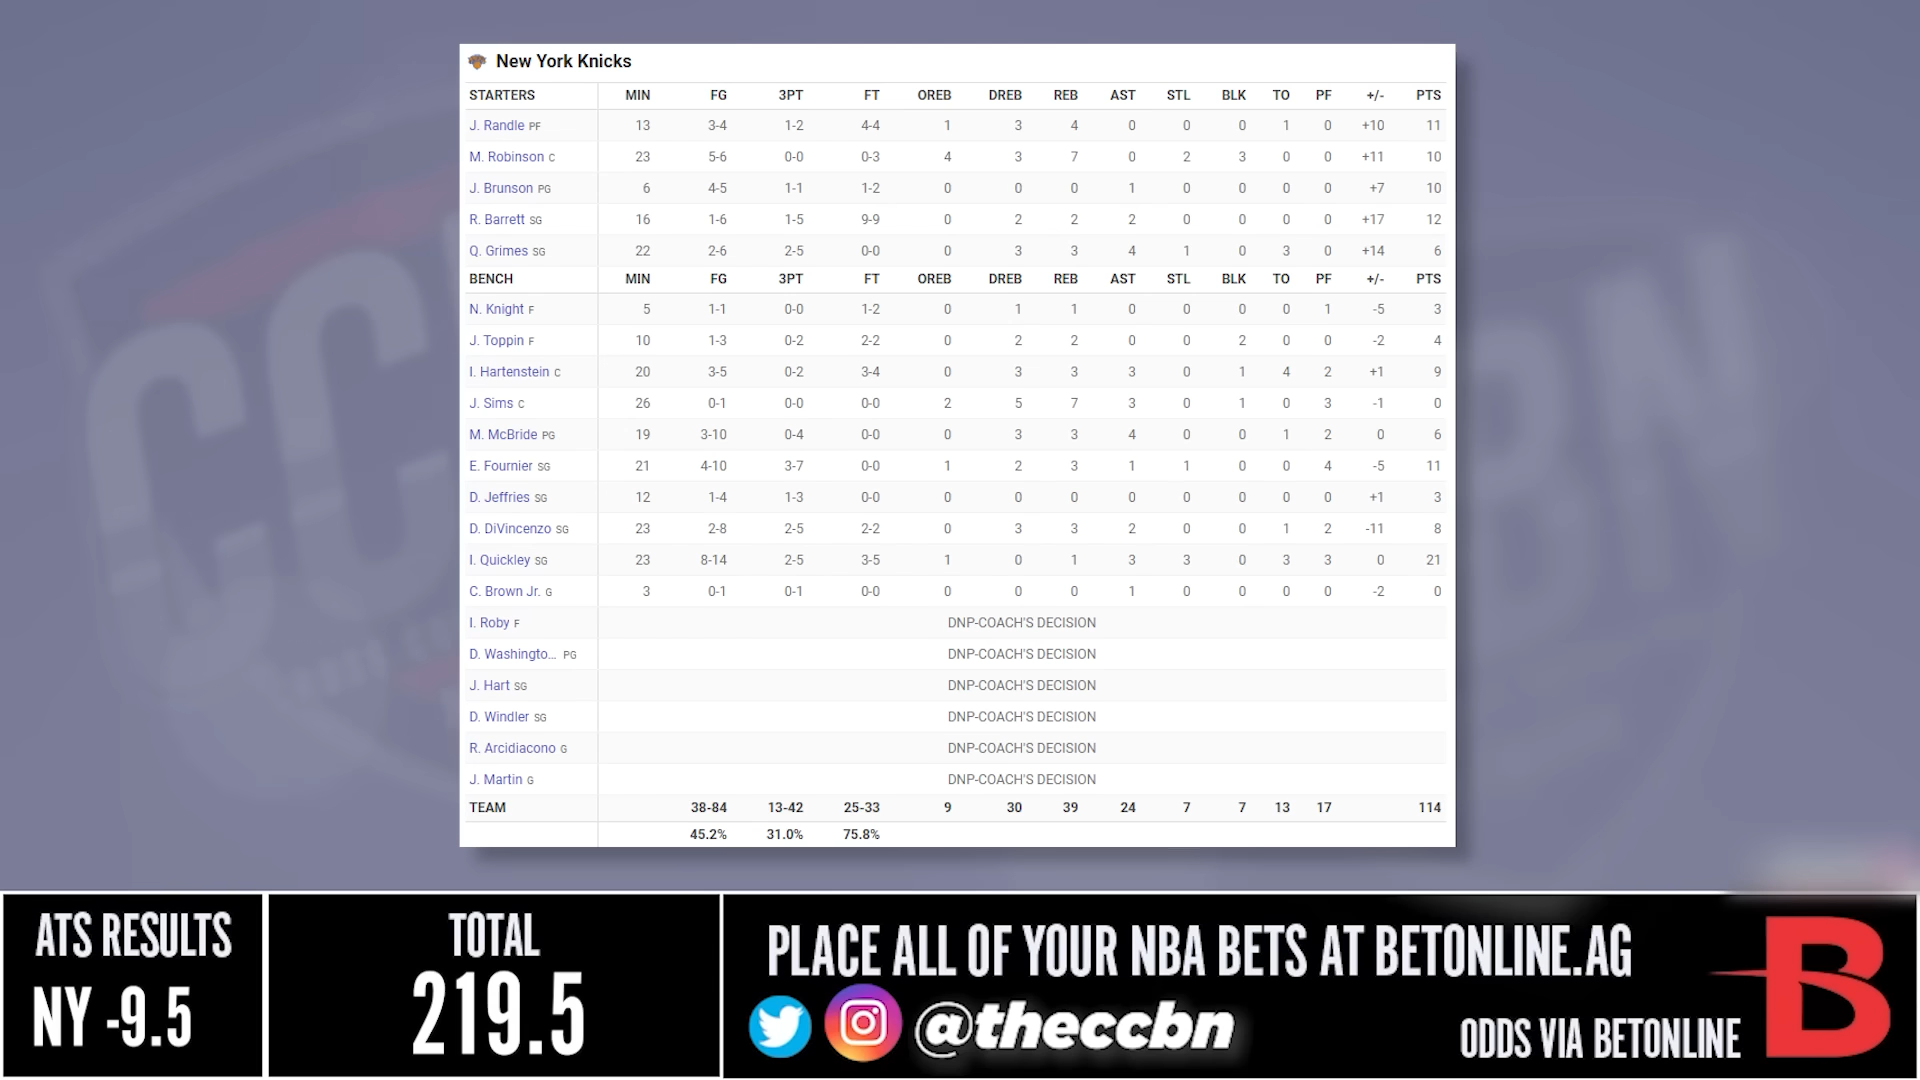 New York Knicks
STARTERS MIN FG 3PT FT OREB DREB REB AST STL BLK TO PF +/- PTS
J. Randle PF 13 3-4 1-2 4-4 1 3 4 0 0 0 1 0 +10 11
M. Robinson C 23 5-6 0-0 0-3 4 3 7 0 2 3 0 0 +11 10
J. Brunson PG 6 4-5 1-1 1-2 0 0 0 1 0 0 0 0 +7 10
R. Barrett SG 16 1-6 1-5 9-9 0 2 2 2 0 0 0 0 +17 12
Q. Grimes SG 22 2-6 2-5 0-0 0 3 3 4 1 0 3 0 +14 6
BENCH MIN FG 3PT FT OREB DREB REB AST STL BLK TO PF +/- PTS
N. Knight F 5 1-1 0-0 1-2 0 1 1 0 0 0 0 1 -5 3
J. Toppin F 10 1-3 0-2 2-2 0 2 2 0 0 2 0 0 -2 4
I. Hartenstein C 20 3-5 0-2 3-4 0 3 3 3 0 1 4 2 +1 9
J. Sims C 26 0-1 0-0 0-0 2 5 7 3 0 1 0 3 -1 0
M. McBride PG 19 3-10 0-4 0-0 0 3 3 4 0 0 1 2 0 6
E. Fournier SG 21 4-10 3-7 0-0 1 2 3 1 1 0 0 4 -5 11
D. Jeffries SG 12 1-4 1-3 0-0 0 0 0 0 0 0 0 0 +1 3
D. DiVincenzo SG 23 2-8 2-5 2-2 0 3 3 2 0 0 1 2 -11 8
I. Quickley SG 23 8-14 2-5 3-5 1 0 1 3 3 0 3 3 0 21
C. Brown Jr. G 3 0-1 0-1 0-0 0 0 0 1 0 0 0 0 -2 0
I. Roby F DNP-COACH'S DECISION
D. Washingto... PG DNP-COACH'S DECISION
J. Hart SG DNP-COACH'S DECISION
D. Windler SG DNP-COACH'S DECISION
R. Arcidiacono G DNP-COACH'S DECISION
J. Martin G DNP-COACH'S DECISION
TEAM 38-84 13-42 25-33 9 30 39 24 7 7 13 17 114
45.2% 31.0% 75.8%
ATS RESULTS
NY -9.5
TOTAL
219.5
PLACE ALL OF YOUR NBA BETS AT BETONLINE.AG
@theccbn
ODDS VIA BETONLINE
B